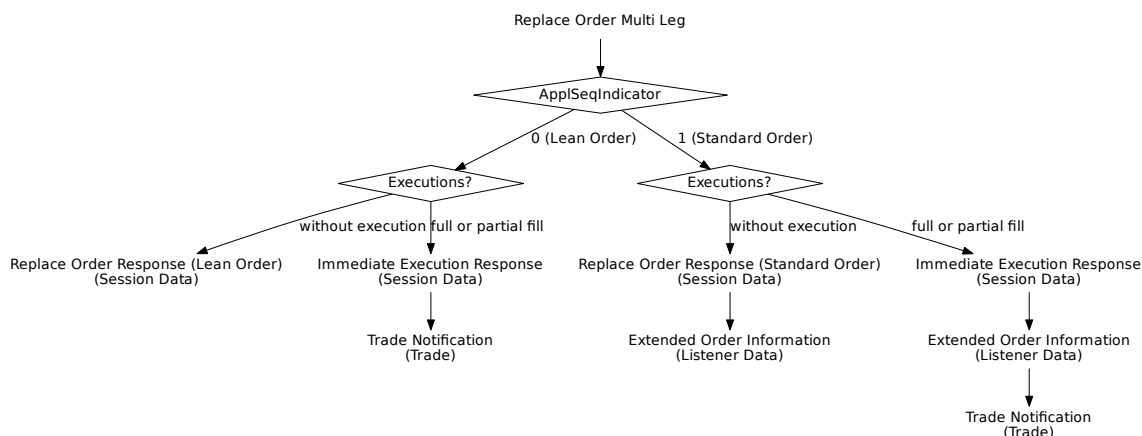 Replace Order Multi Leg
ApplSeqIndicator
0 (Lean Order)
1 (Standard Order)
Executions?
Executions?
without execution
full or partial fill
without execution
full or partial fill
Replace Order Response (Lean Order)
(Session Data)
Immediate Execution Response
(Session Data)
Replace Order Response (Standard Order)
(Session Data)
Immediate Execution Response
(Session Data)
Trade Notification
(Trade)
Extended Order Information
(Listener Data)
Extended Order Information
(Listener Data)
Trade Notification
(Trade)